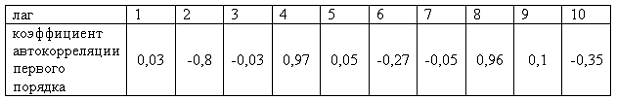 лаг 1 2 3 4 5 6 7 8 9 10
коэффициент
автокорреляции
первого
порядка
0,03 -0,8 -0,03 0,97 0,05 -0,27 -0,05 0,96 0,1 -0,35